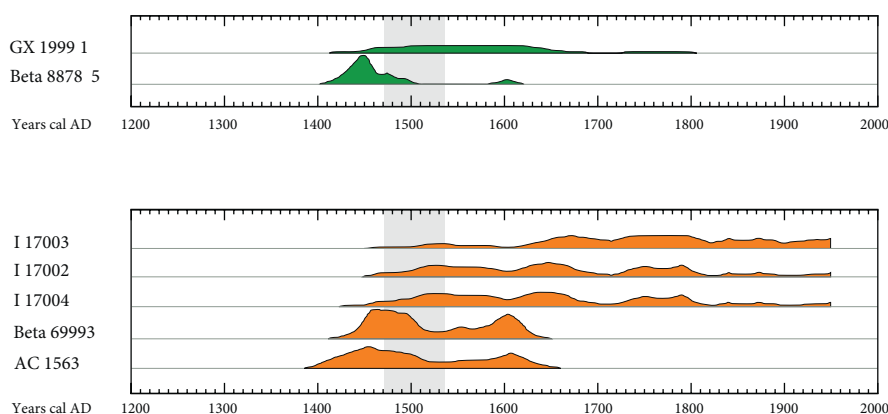 GX 1999 1
Beta 8878 5
Years cal AD 1200 1300 1400 1500 1600 1700 1800 1900 2000
I 17003
I 17002
I 17004
Beta 69993
AC 1563
Years cal AD 1200 1300 1400 1500 1600 1700 1800 1900 2000